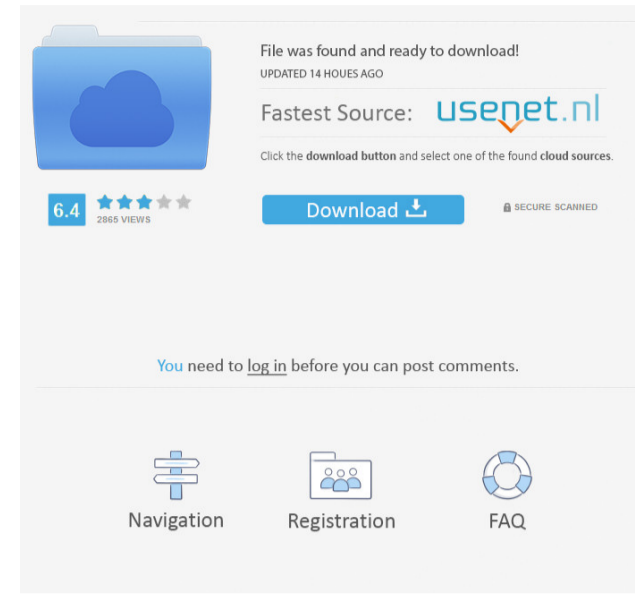 File was found and ready to download!
UPDATED 14 HOUES AGO
Fastest Source: usenet.nl
Click the download button and select one of the found cloud sources.
6.4
2865 VIEWS
Download
SECURE SCANNED
You need to log in before you can post comments.
Navigation
Registration
FAQ